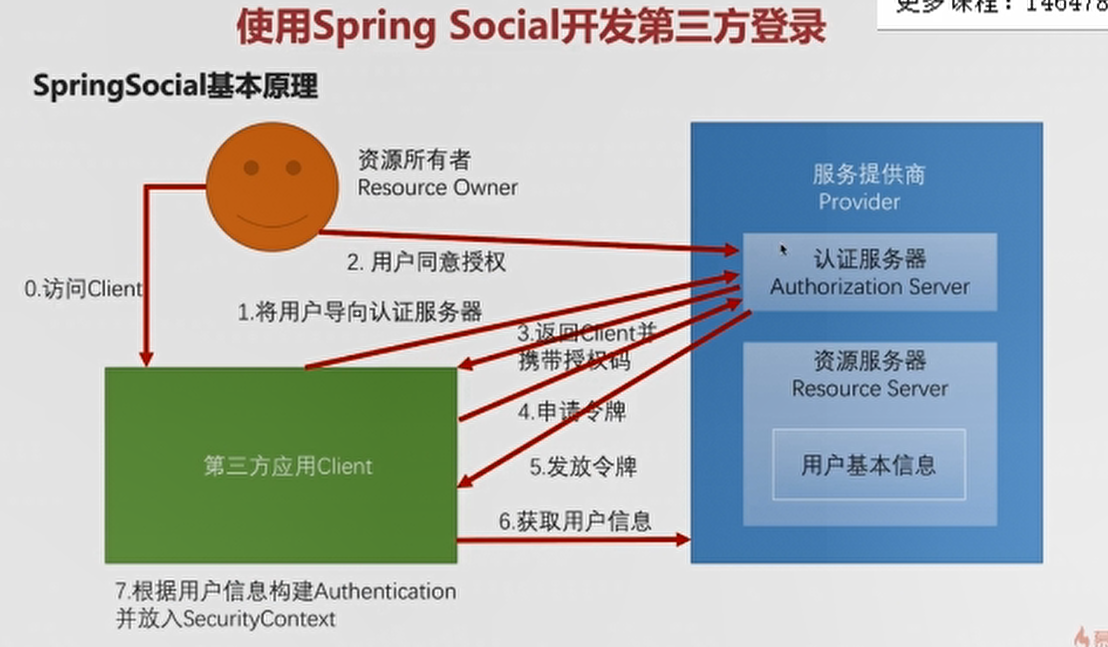 更多课程：146478
使用Spring Social开发第三方登录
SpringSocial基本原理
资源所有者
Resource Owner
服务提供商
Provider
2. 用户同意授权
认证服务器
Authorization Server
0.访问Client
1.将用户导向认证服务器
3.返回Client并
携带授权码
资源服务器
Resource Server
4.申请令牌
第三方应用Client
5.发放令牌
用户基本信息
6.获取用户信息
7.根据用户信息构建Authentication
并放入SecurityContext